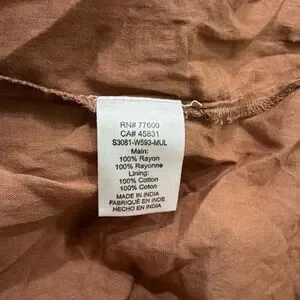 RN# 77600
CA# 45831
S3081-W593-MUL
Main:
100% Rayon
100% Rayonne
Lining:
100% Cotton
100% Coton
MADE IN INDIA
FAIRE EN INDE
HECHO EN INDIA